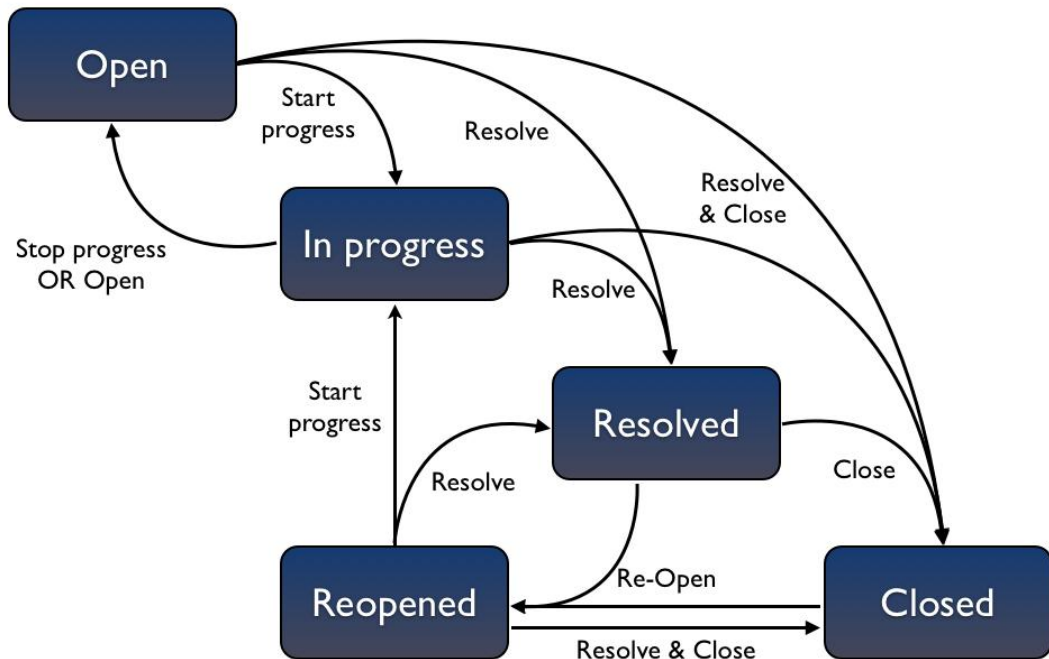 Open
Start
progress
Resolve
Resolve
& Close
In progress
Stop progress
OR Open
Resolve
Start
progress
Resolved
Resolve
Close
Reopened
Re-Open
Closed
Resolve & Close